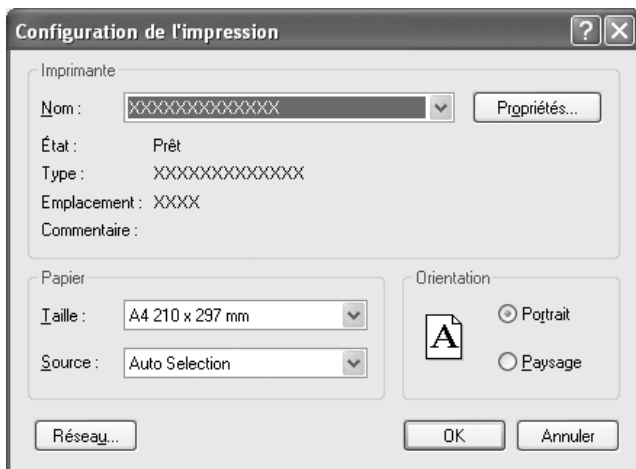 Configuration de l'impression
Imprimante
Nom : XXXXXXXXXXXXX Propriétés...
État : Prêt
Type : XXXXXXXXXXXXX
Emplacement : XXXX
Commentaire :
Papier
Taille : A4 210 x 297 mm
Source : Auto Selection
Orientation
A
Portrait
Paysage
Réseau... OK Annuler